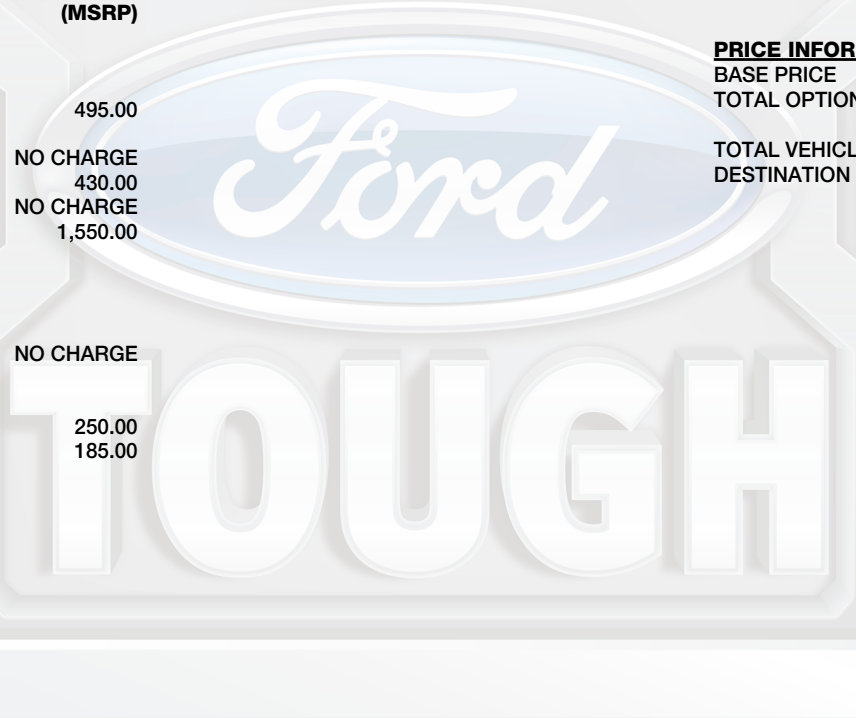 (MSRP)
495.00
NO CHARGE
430.00
NO CHARGE
1,550.00
NO CHARGE
250.00
185.00
PRICE INFOR
BASE PRICE
TOTAL OPTION
TOTAL VEHICL
DESTINATION
Ford
TOUGH